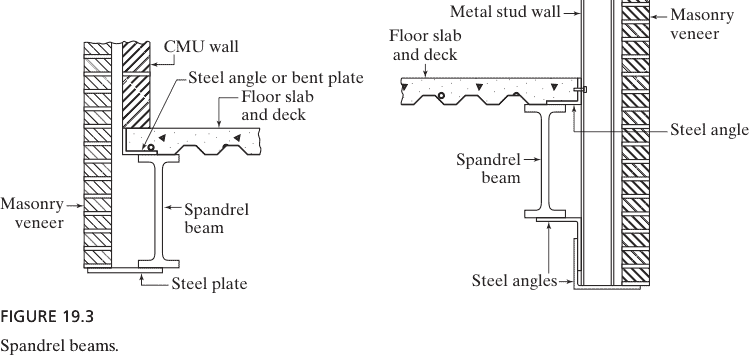 CMU wall
Steel angle or bent plate
Floor slab
and deck
Masonry
veneer
Spandrel
beam
Steel plate
Metal stud wall
Masonry
veneer
Floor slab
and deck
Steel angle
Spandrel
beam
Steel angles
FIGURE 19.3
Spandrel beams.